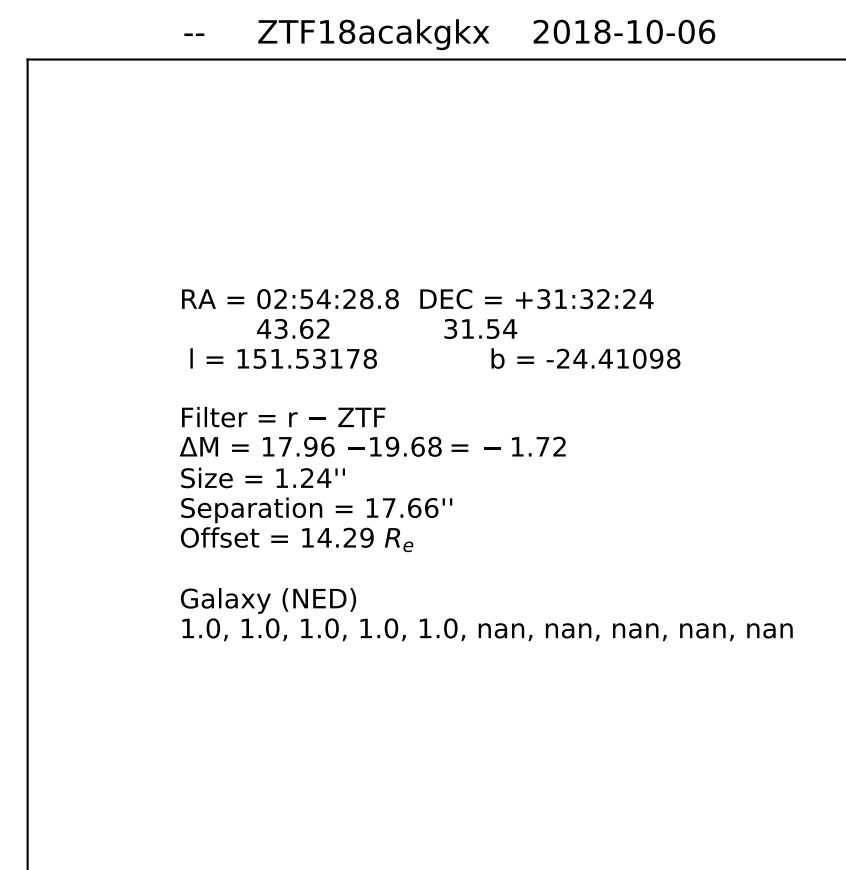 -- ZTF18acakgkx 2018-10-06
RA = 02:54:28.8 DEC = +31:32:24
43.62 31.54
l = 151.53178 b = -24.41098
Filter = r − ZTF
ΔM = 17.96 −19.68 = − 1.72
Size = 1.24''
Separation = 17.66''
Offset = 14.29 Rₑ
Galaxy (NED)
1.0, 1.0, 1.0, 1.0, 1.0, nan, nan, nan, nan, nan